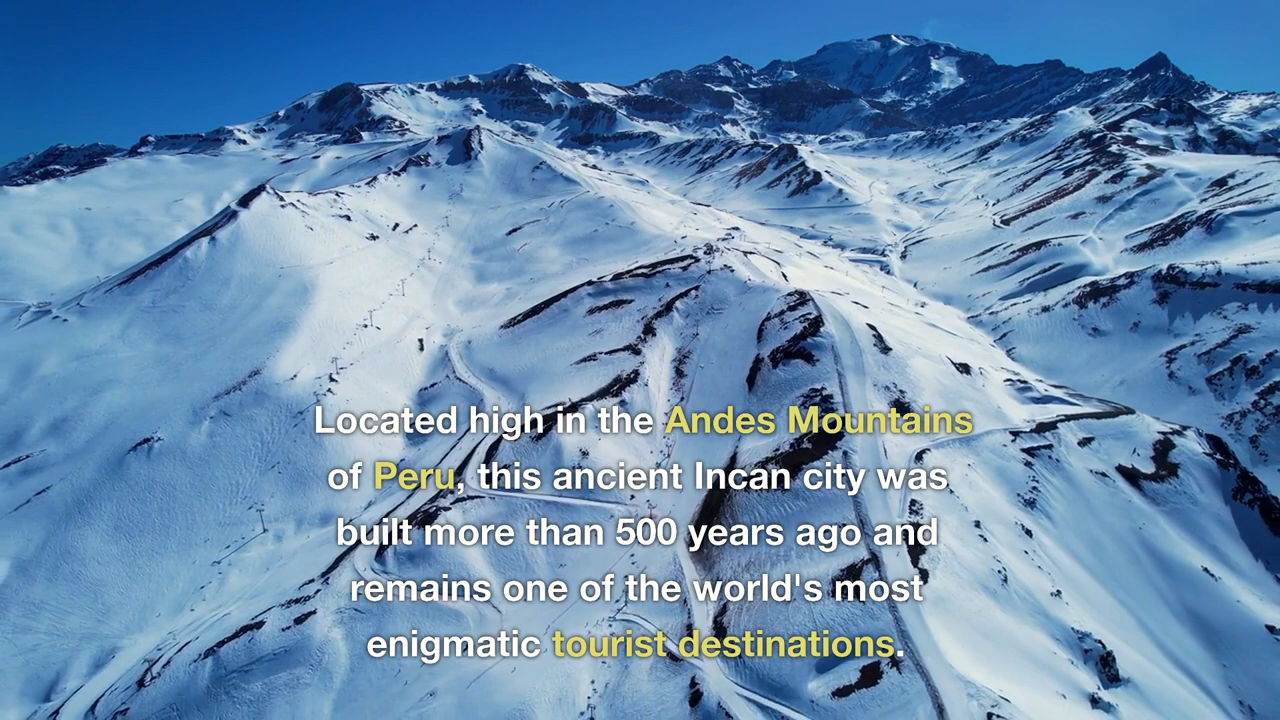 Located high in the Andes Mountains
of Peru, this ancient Incan city was
built more than 500 years ago and
remains one of the world's most
enigmatic tourist destinations.